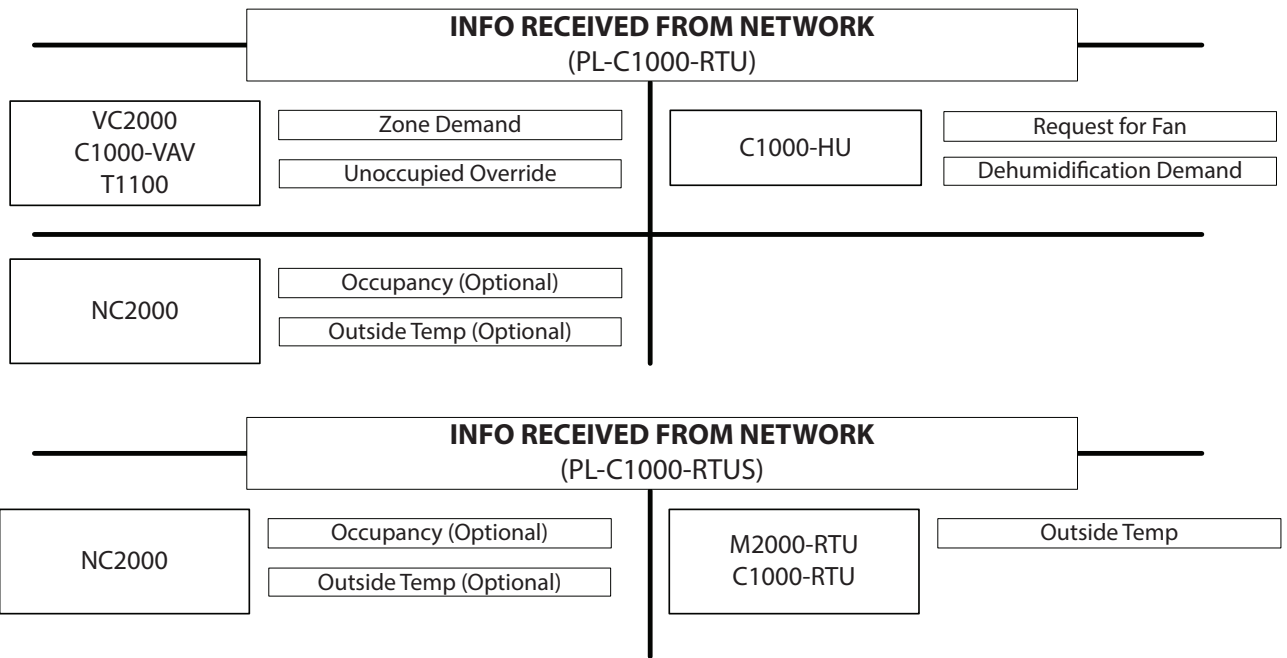 INFO RECEIVED FROM NETWORK
(PL-C1000-RTU)
VC2000
C1000-VAV
T1100
Zone Demand
Unoccupied Override
C1000-HU
Request for Fan
Dehumidification Demand
NC2000
Occupancy (Optional)
Outside Temp (Optional)
INFO RECEIVED FROM NETWORK
(PL-C1000-RTUS)
NC2000
Occupancy (Optional)
Outside Temp (Optional)
M2000-RTU
C1000-RTU
Outside Temp